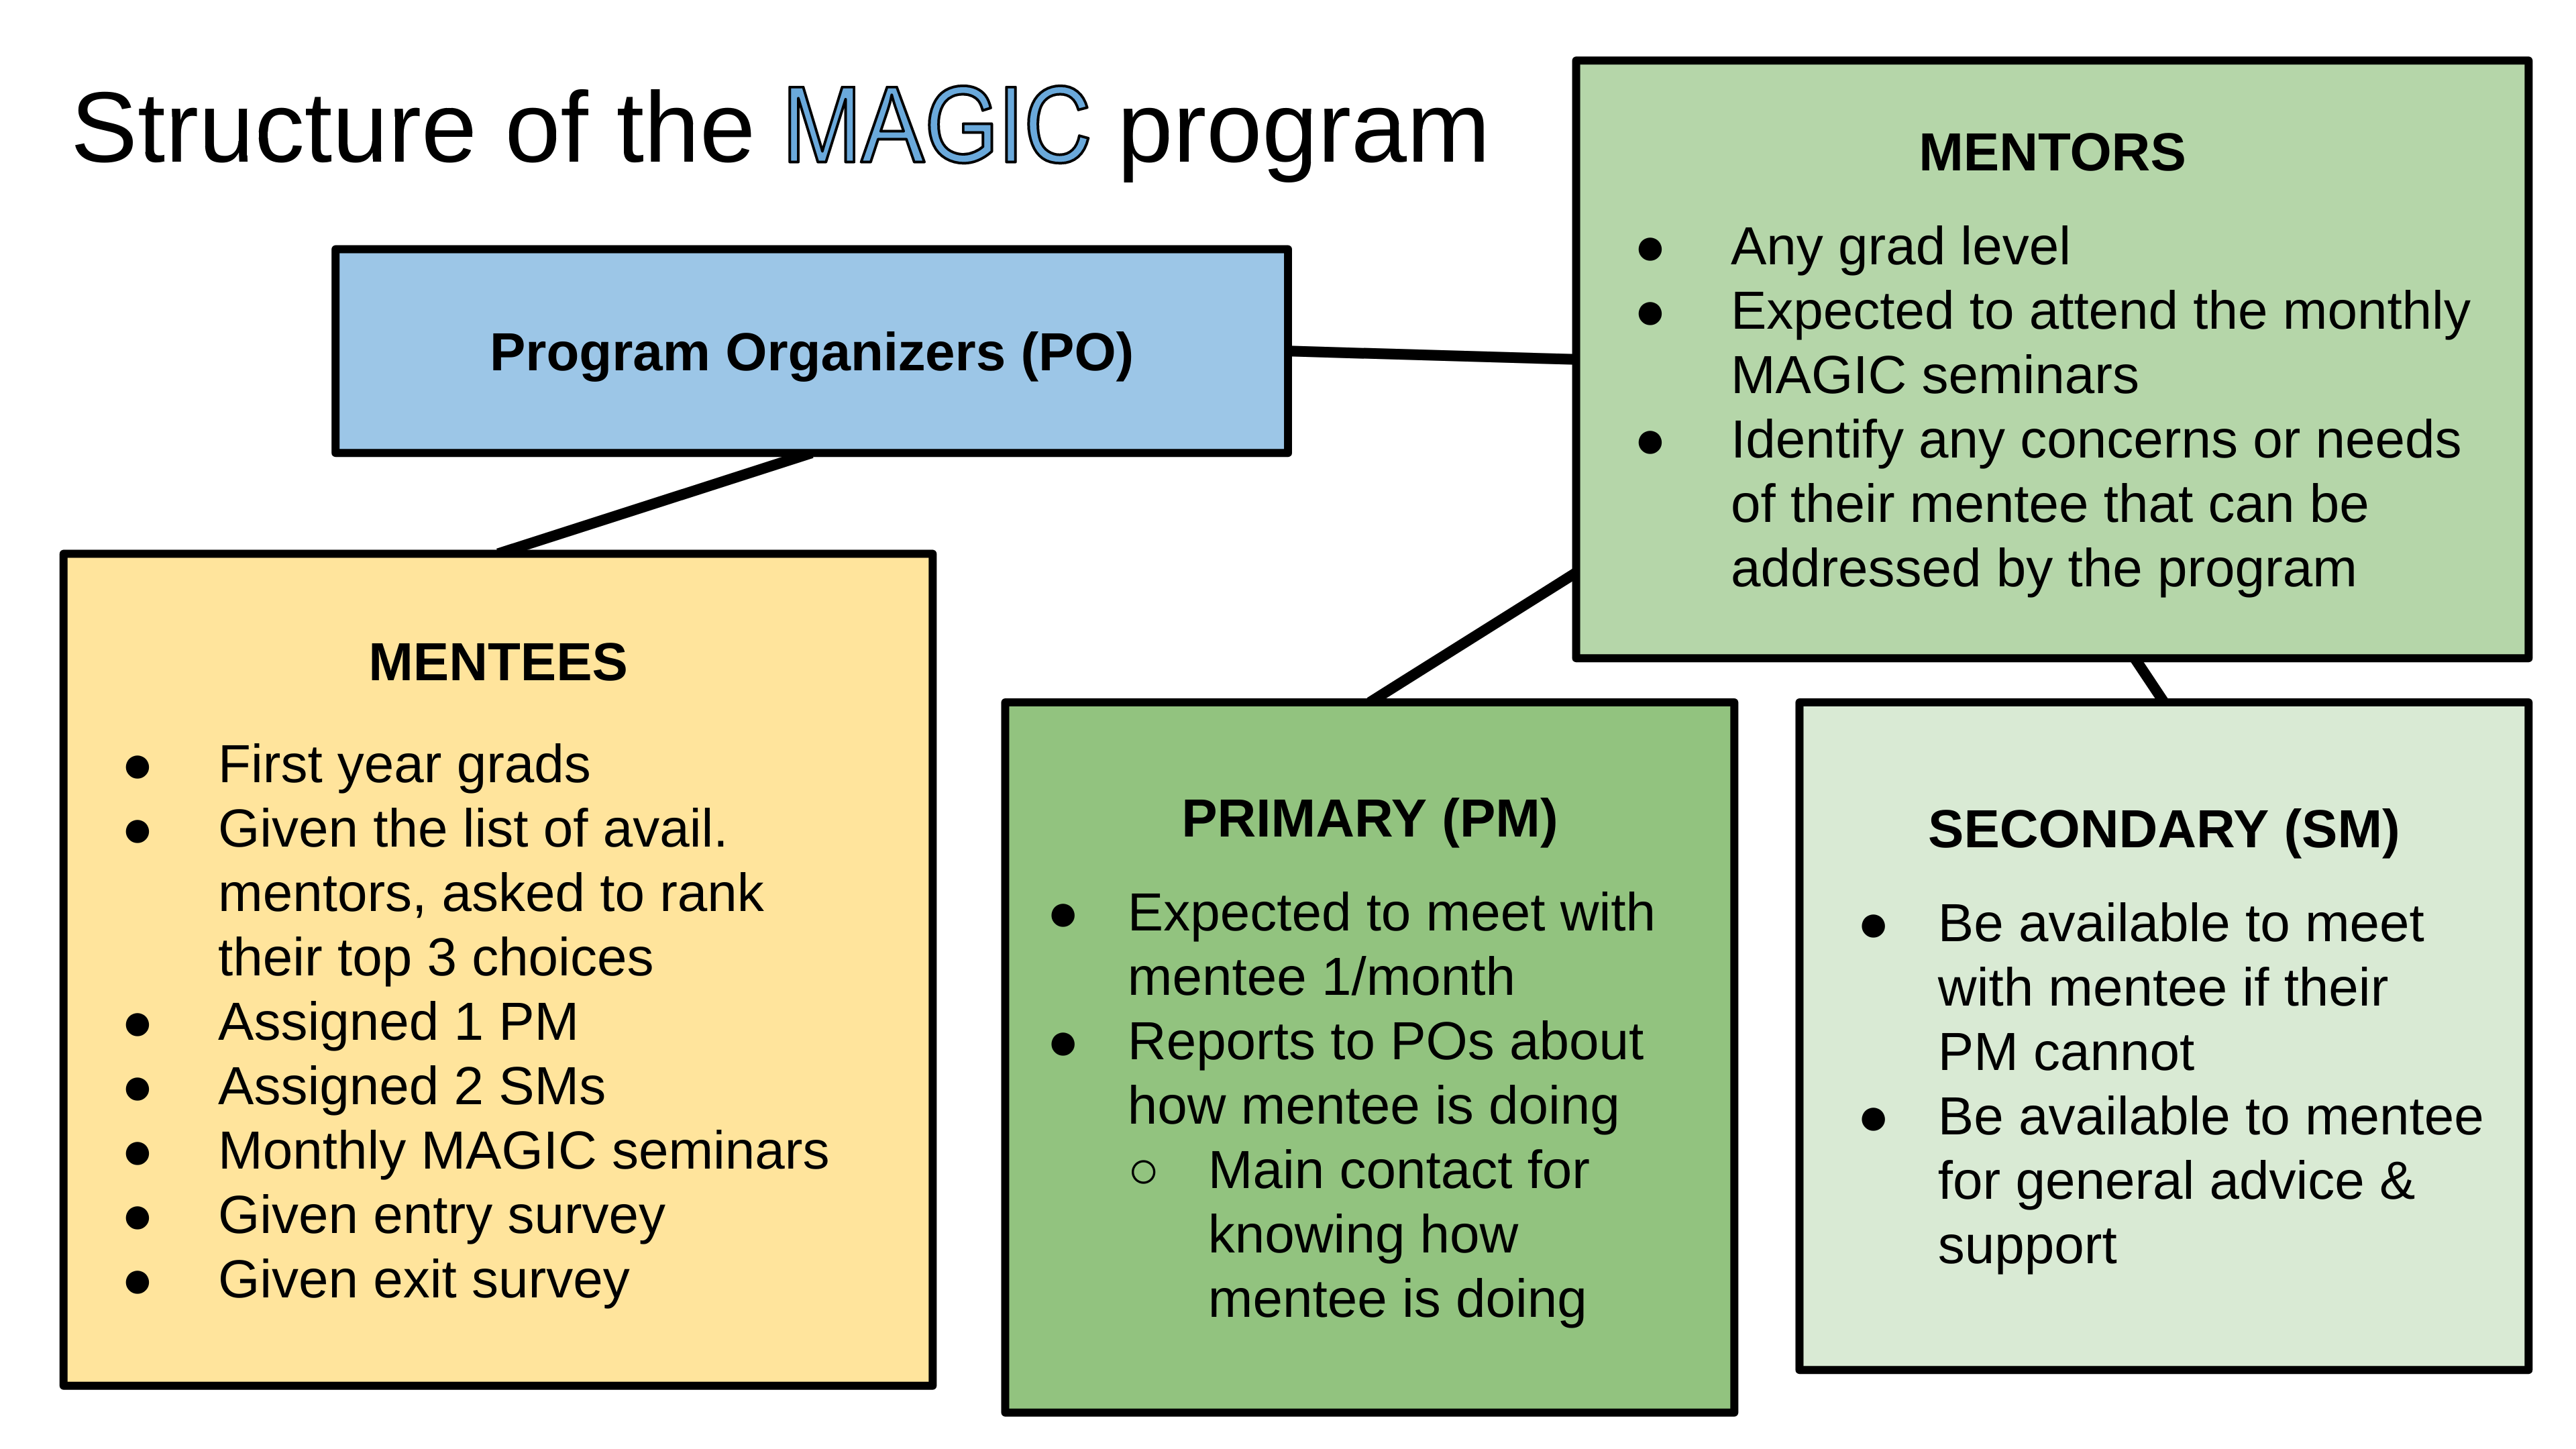 Structure of the MAGIC program
Program Organizers (PO)
MENTORS
● Any grad level
● Expected to attend the monthly
MAGIC seminars
● Identify any concerns or needs
of their mentee that can be
addressed by the program
MENTEES
● First year grads
● Given the list of avail.
mentors, asked to rank
their top 3 choices
● Assigned 1 PM
● Assigned 2 SMs
● Monthly MAGIC seminars
● Given entry survey
● Given exit survey
PRIMARY (PM)
● Expected to meet with
mentee 1/month
● Reports to POs about
how mentee is doing
○ Main contact for
knowing how
mentee is doing
SECONDARY (SM)
● Be available to meet
with mentee if their
PM cannot
● Be available to mentee
for general advice &
support